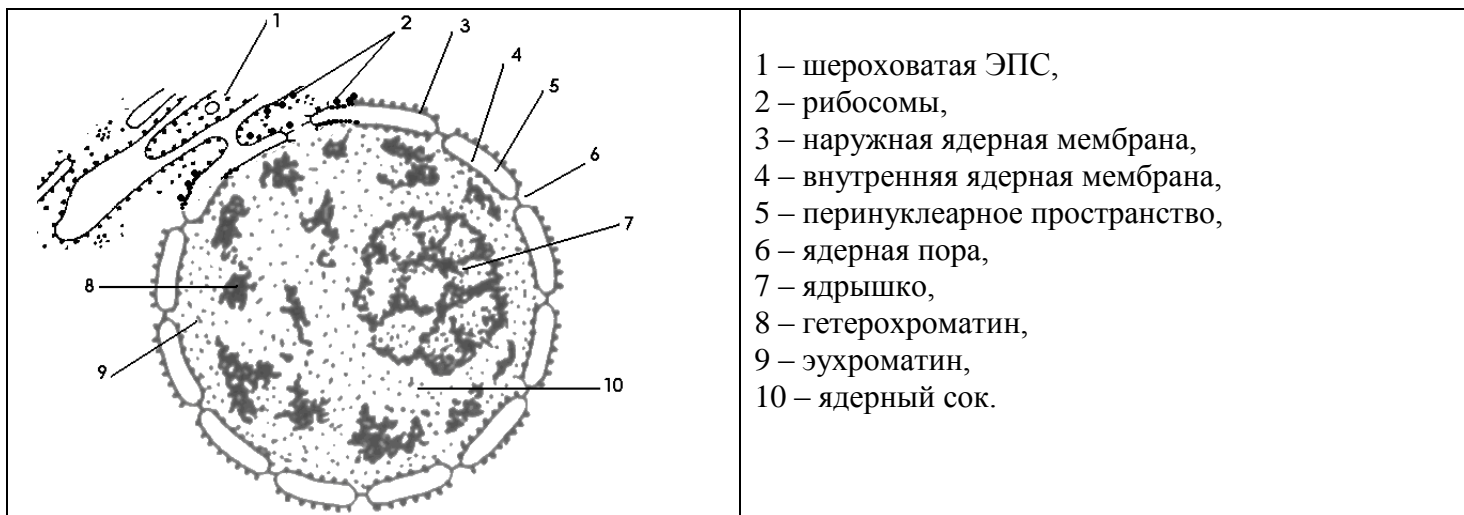 1
2
3
4
5
6
7
8
9
10
1 – шероховатая ЭПС,
2 – рибосомы,
3 – наружная ядерная мембрана,
4 – внутренняя ядерная мембрана,
5 – перинуклеарное пространство,
6 – ядерная пора,
7 – ядрышко,
8 – гетерохроматин,
9 – эухроматин,
10 – ядерный сок.